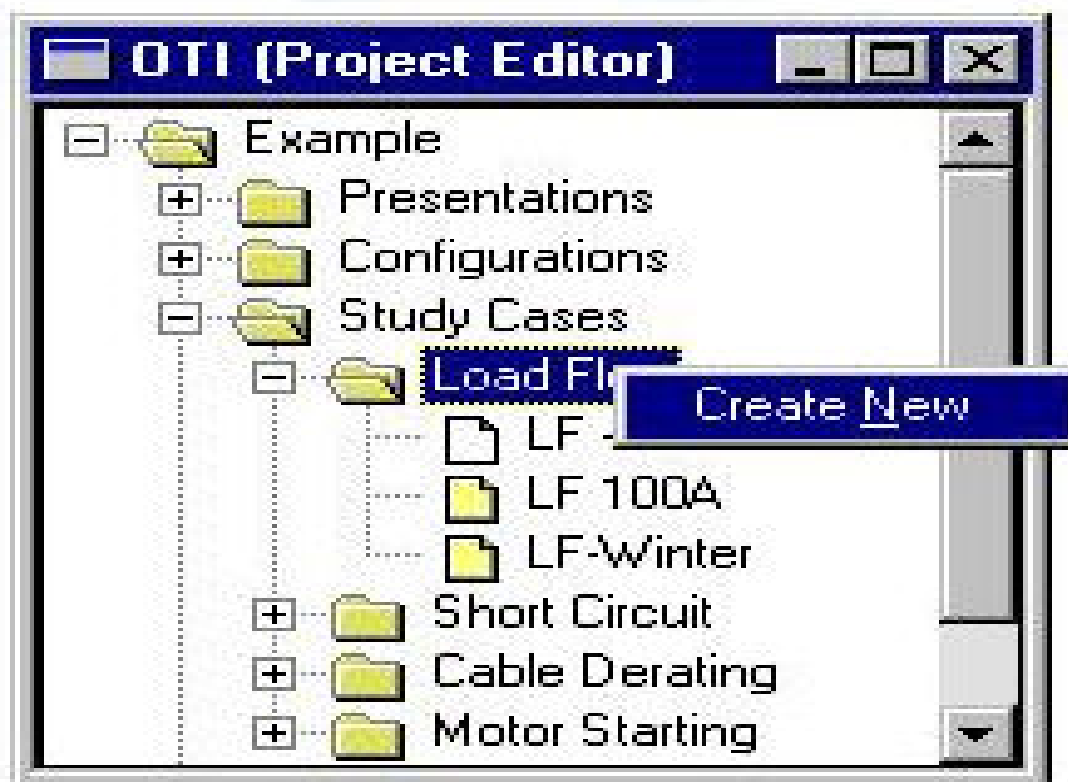 OTI (Project Editor)
Example
Presentations
Configurations
Study Cases
Load Fl
Create New
LF -
LF 100A
LF-Winter
Short Circuit
Cable Derating
Motor Starting